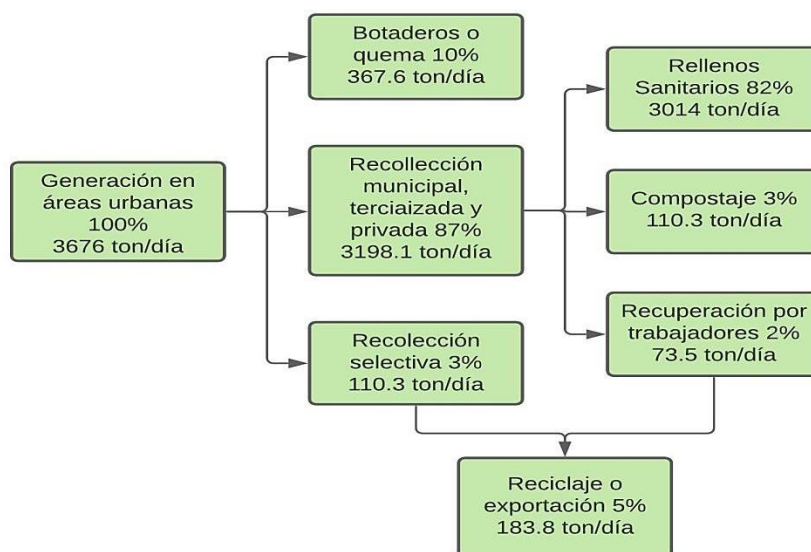 Generación en
áreas urbanas
100%
3676 ton/día
Botaderos o
quema 10%
367.6 ton/día
Recollección
municipal,
terciaizada y
privada 87%
3198.1 ton/día
Recolección
selectiva 3%
110.3 ton/día
Rellenos
Sanitarios 82%
3014 ton/día
Compostaje 3%
110.3 ton/día
Recuperación por
trabajadores 2%
73.5 ton/día
Reciclaje o
exportación 5%
183.8 ton/día